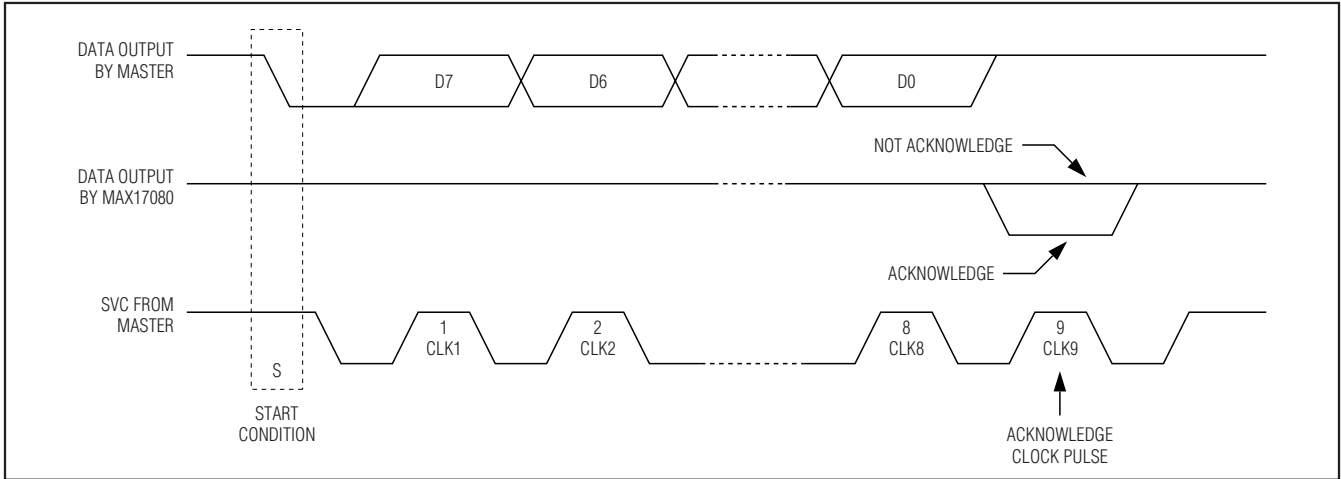 DATA OUTPUT
BY MASTER
D7
D6
D0
NOT ACKNOWLEDGE
DATA OUTPUT
BY MAX17080
ACKNOWLEDGE
SVC FROM
MASTER
1
CLK1
2
CLK2
8
CLK8
9
CLK9
S
START
CONDITION
ACKNOWLEDGE
CLOCK PULSE